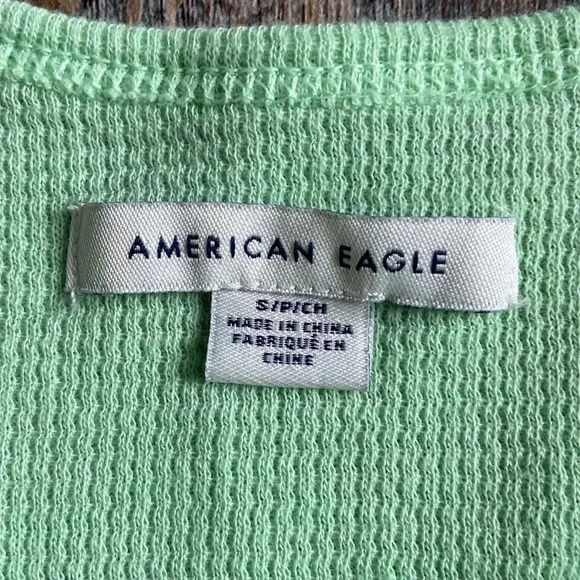 AMERICAN EAGLE
S/P/CH
MADE IN CHINA
FABRIQUÉ EN
CHINE